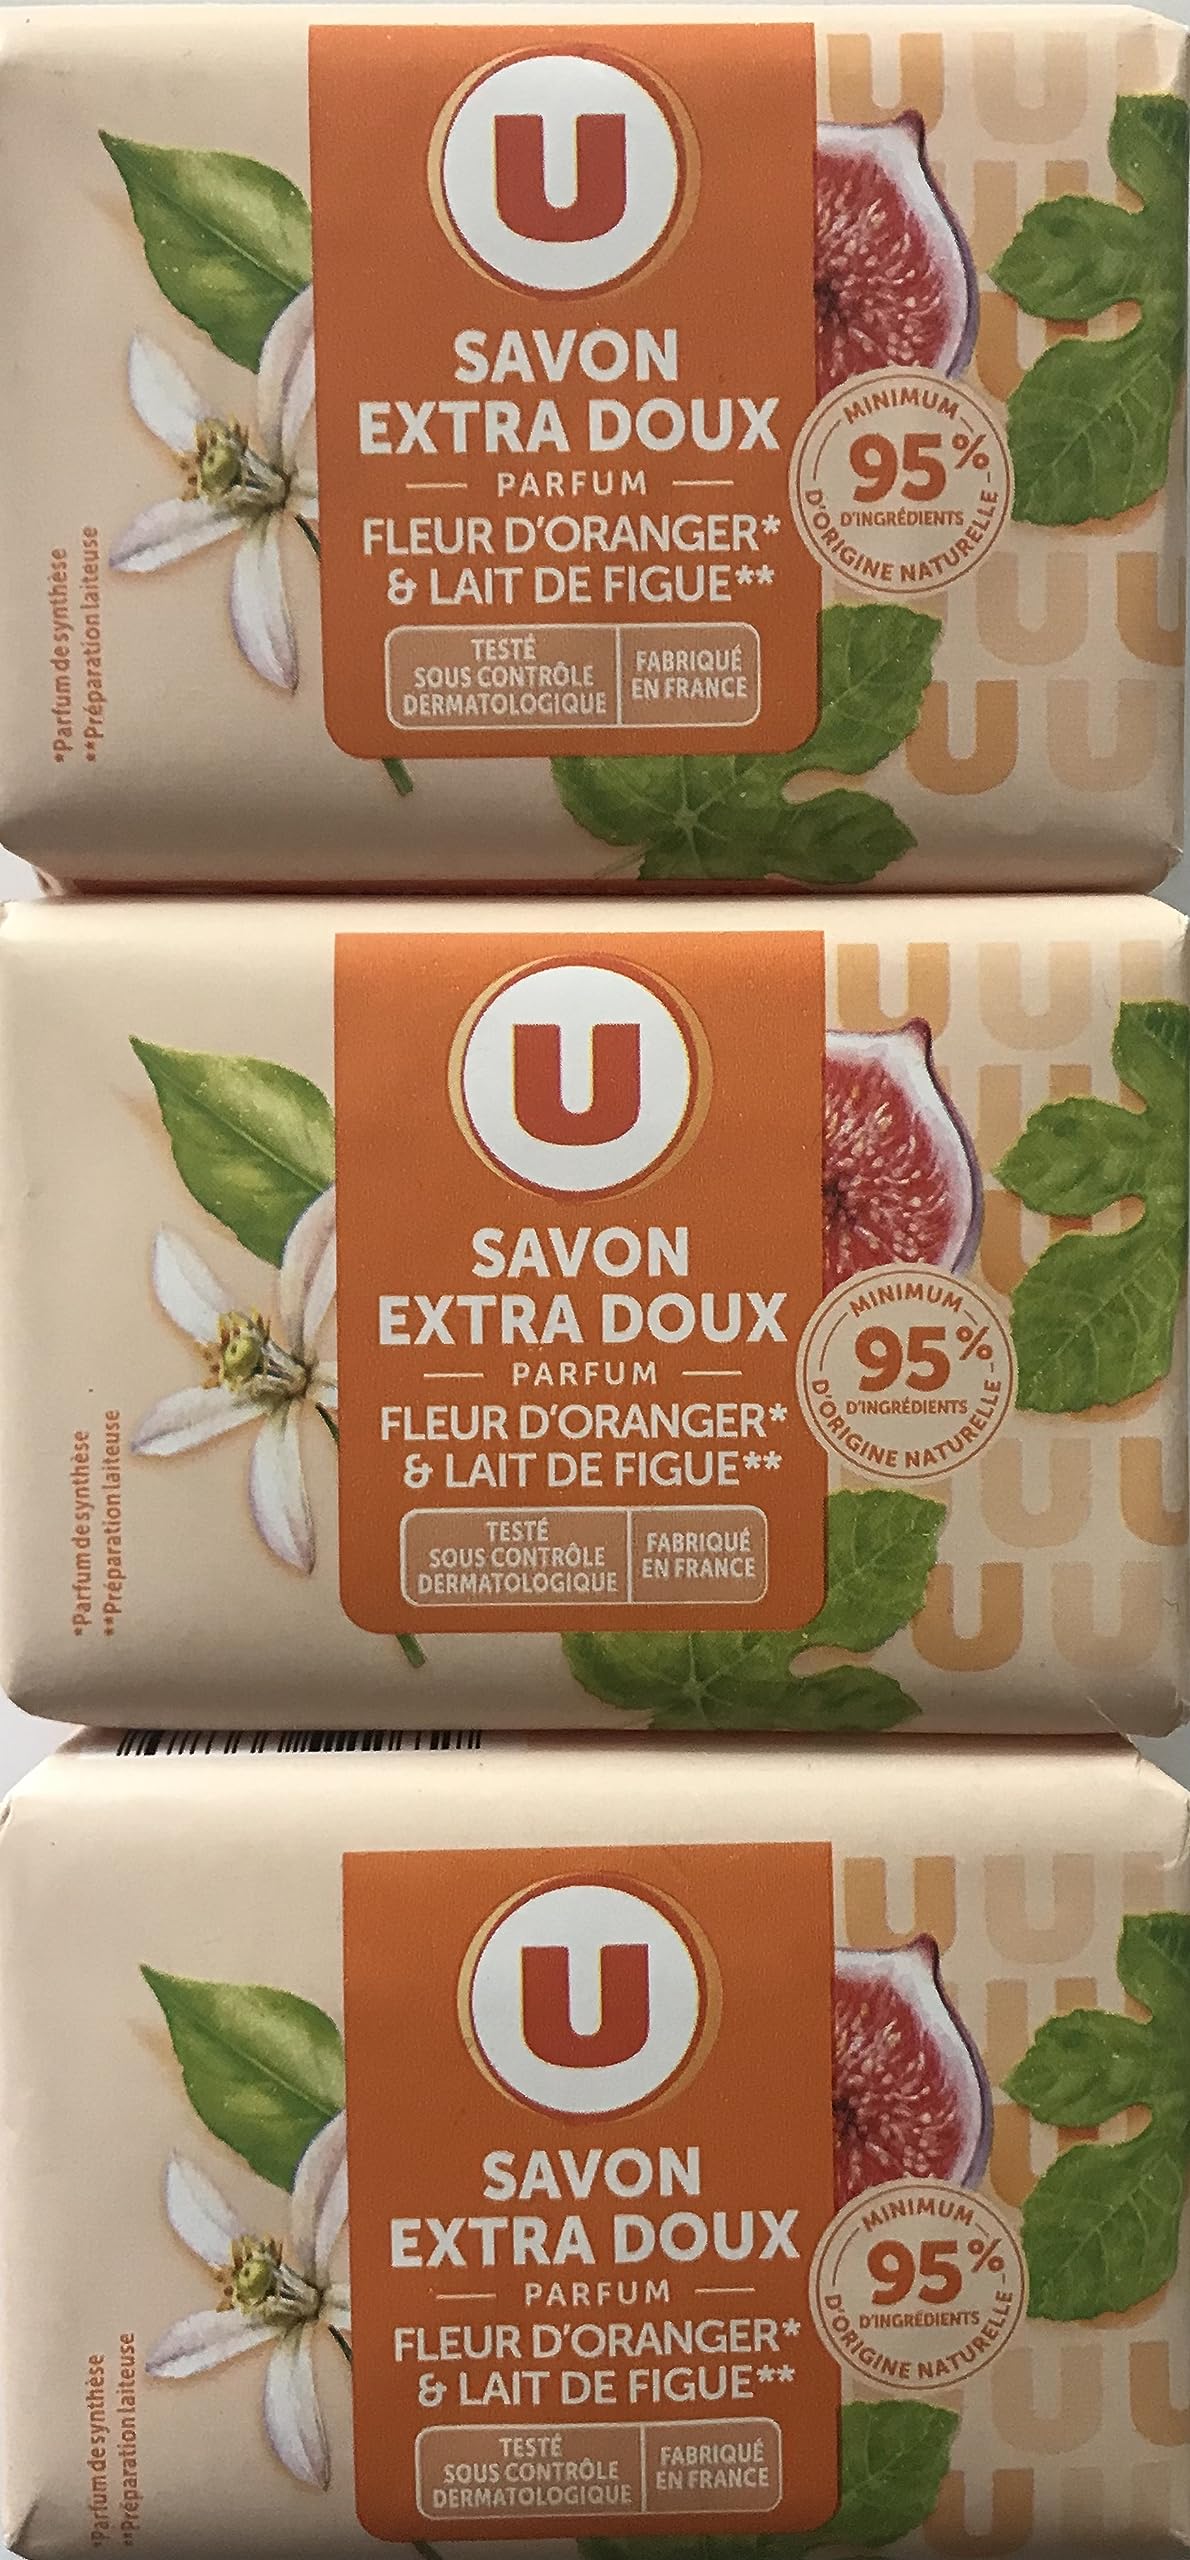 U
SAVON
EXTRA DOUX
PARFUM
FLEUR D'ORANGER*
& LAIT DE FIGUE**
TESTÉ
SOUS CONTRÔLE
DERMATOLOGIQUE
FABRIQUÉ
EN FRANCE
MINIMUM
95%
D'INGRÉDIENTS
D'ORIGINE NATURELLE
*Parfum de synthèse
**Préparation laiteuse
U
SAVON
EXTRA DOUX
PARFUM
FLEUR D'ORANGER*
& LAIT DE FIGUE**
TESTÉ
SOUS CONTRÔLE
DERMATOLOGIQUE
FABRIQUÉ
EN FRANCE
MINIMUM
95%
D'INGRÉDIENTS
D'ORIGINE NATURELLE
*Parfum de synthèse
**Préparation laiteuse
U
SAVON
EXTRA DOUX
PARFUM
FLEUR D'ORANGER*
& LAIT DE FIGUE**
TESTÉ
SOUS CONTRÔLE
DERMATOLOGIQUE
FABRIQUÉ
EN FRANCE
MINIMUM
95%
D'INGRÉDIENTS
D'ORIGINE NATURELLE
*Parfum de synthèse
**Préparation laiteuse